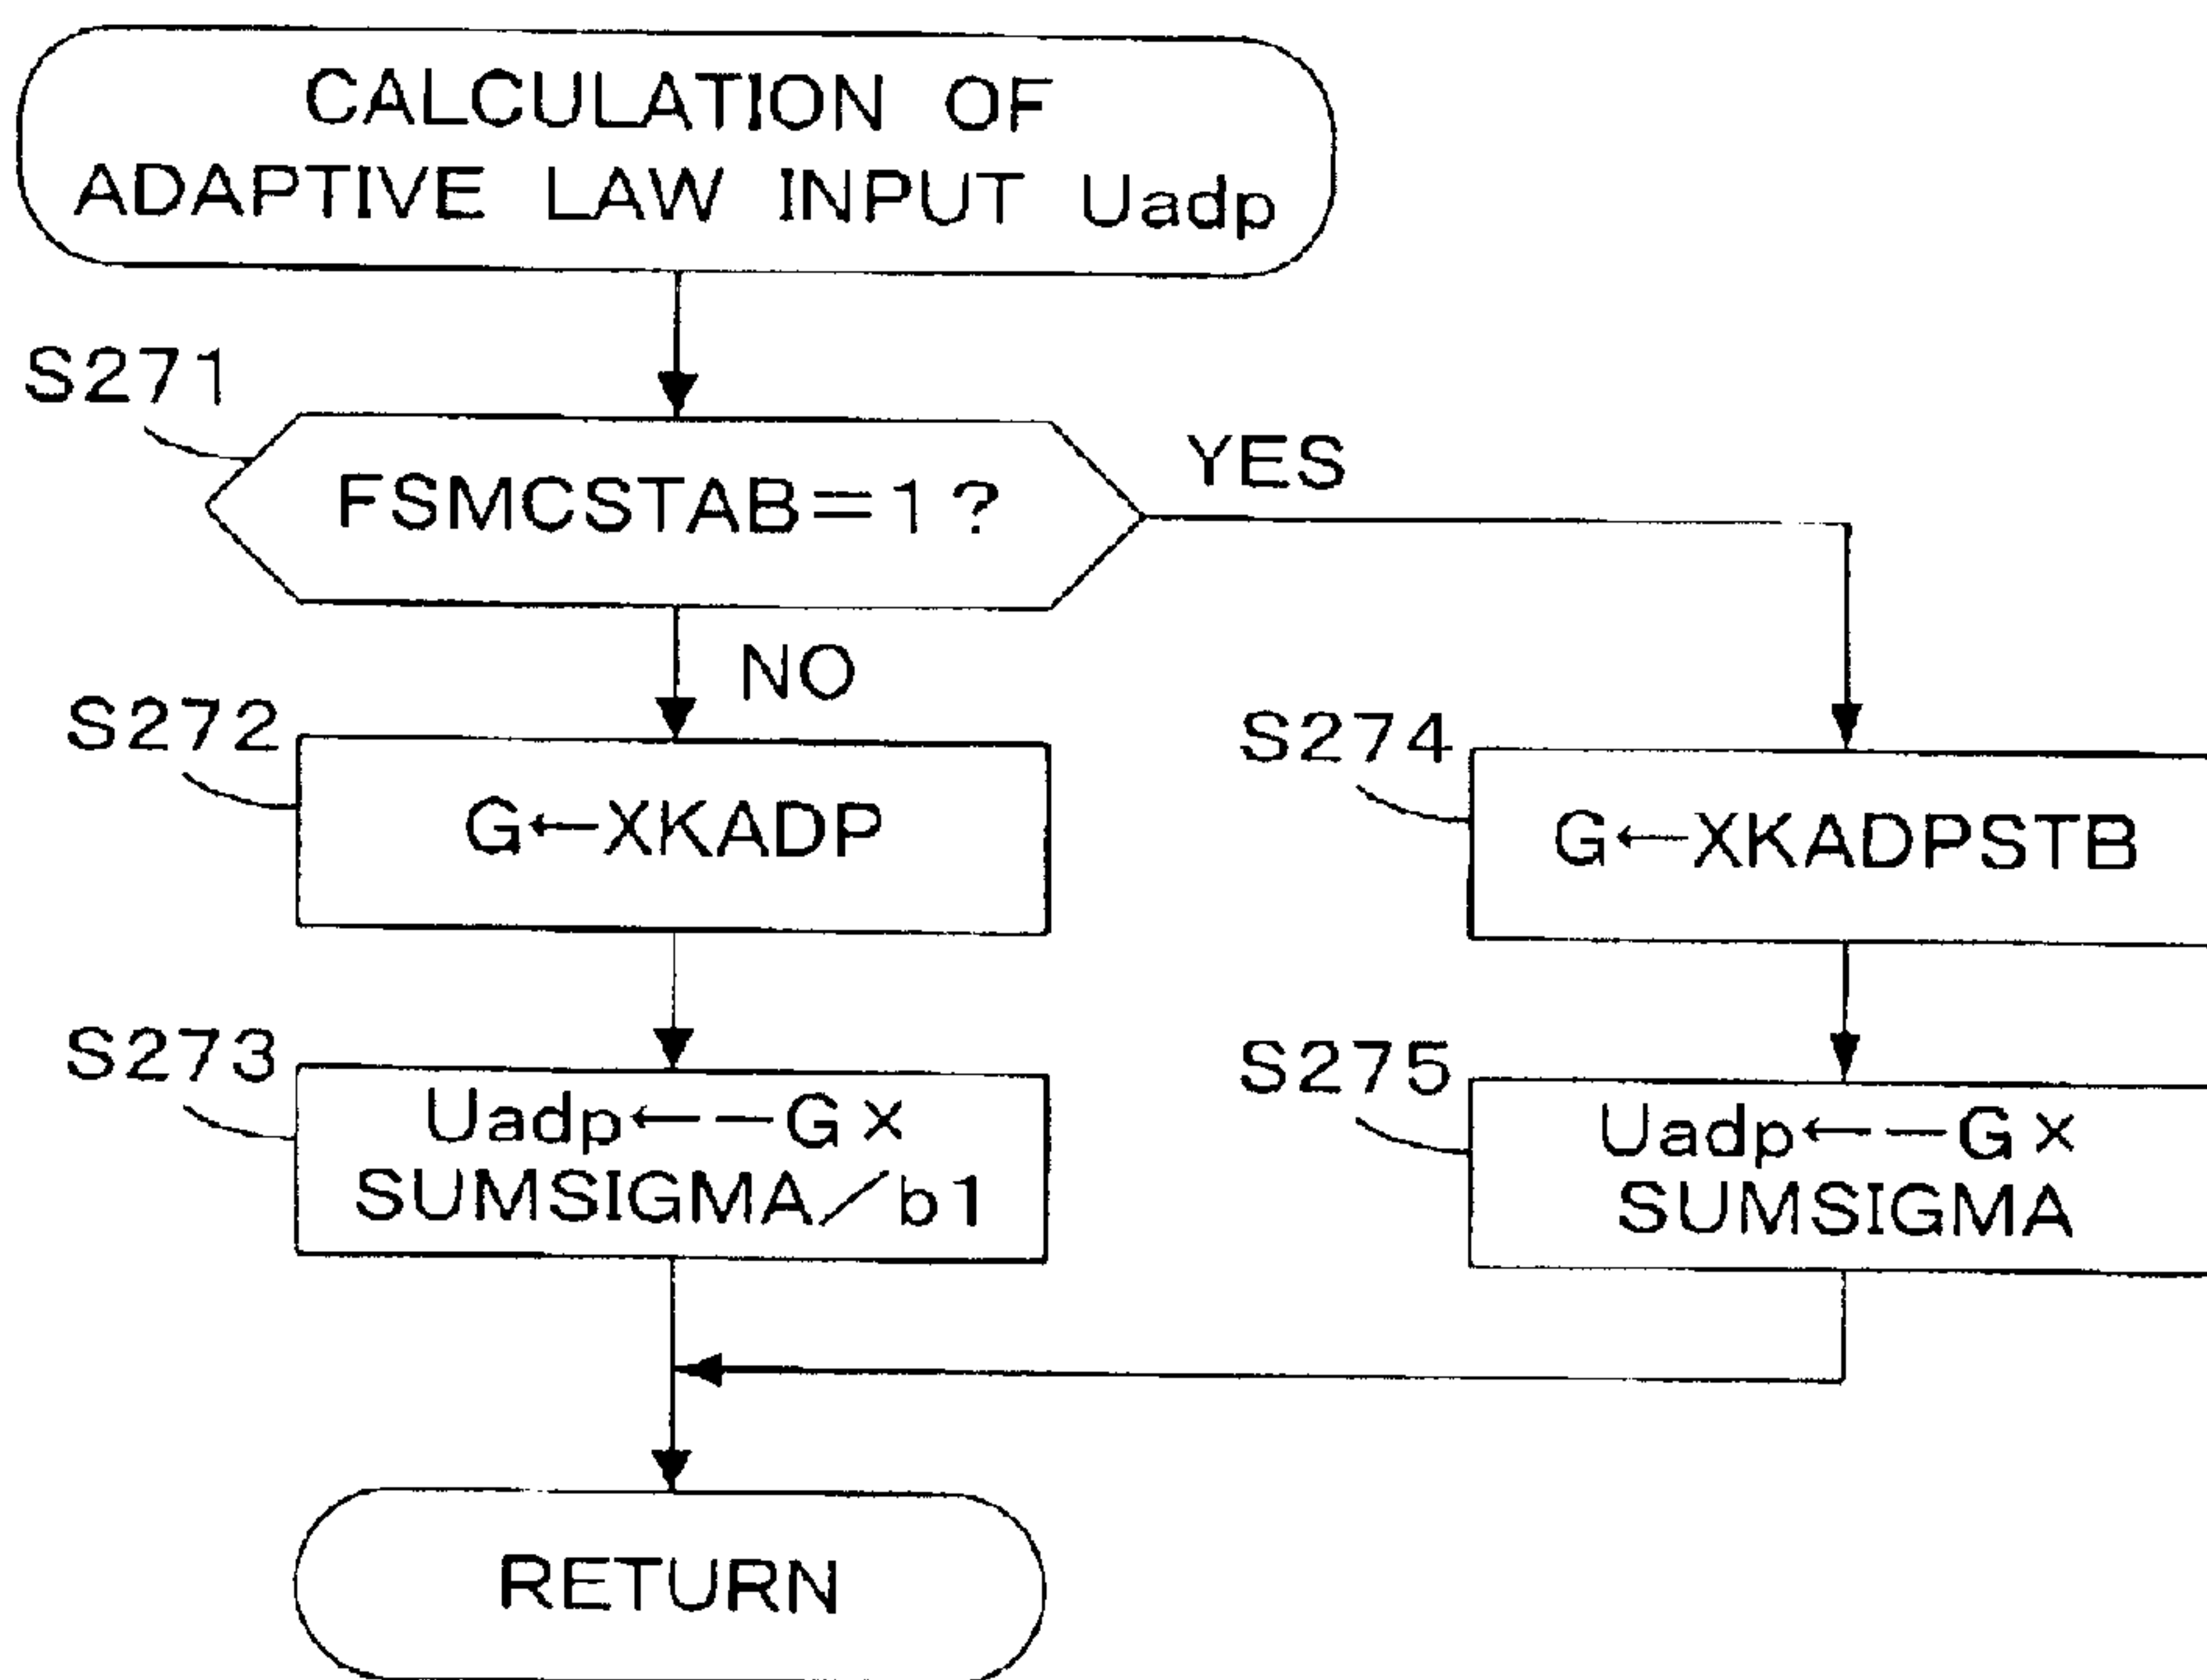 CALCULATION OF
ADAPTIVE LAW INPUT Uadp
S271
FSMCSTAB=1?
YES
NO
S272
G←XKADP
S274
G←XKADPSTB
S273
Uadp←−G×
SUMSIGMA/b1
S275
Uadp←−G×
SUMSIGMA
RETURN